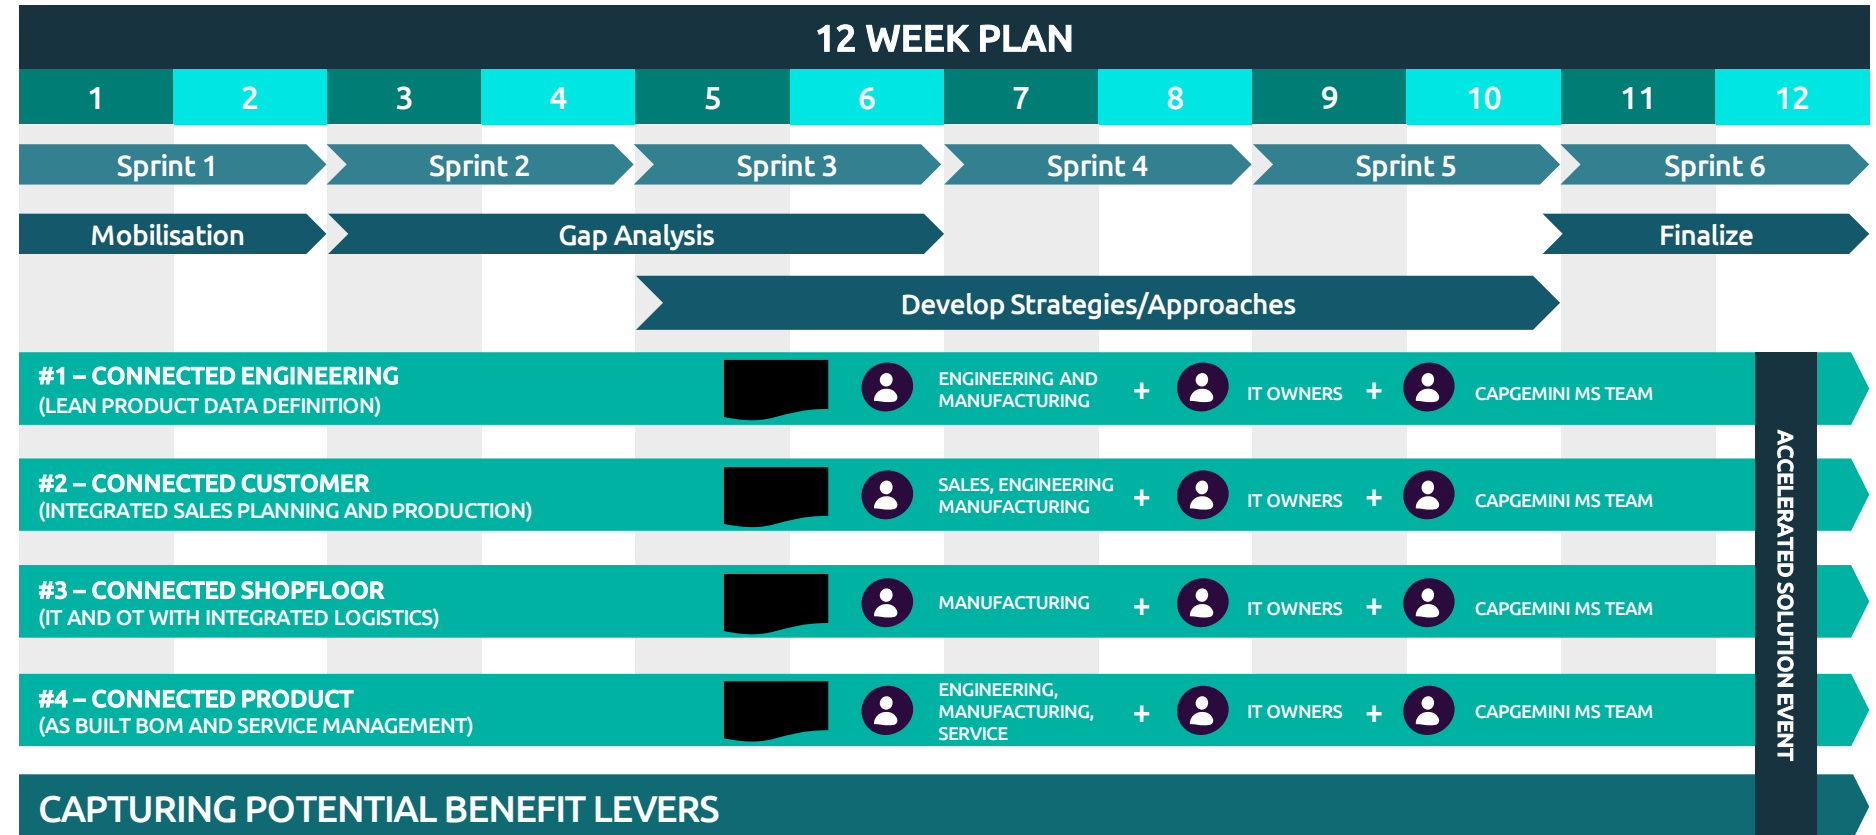 12 WEEK PLAN
1 2 3 4 5 6 7 8 9 10 11 12
Sprint 1 Sprint 2 Sprint 3 Sprint 4 Sprint 5 Sprint 6
Mobilisation Gap Analysis Finalize
Develop Strategies/Approaches
#1 – CONNECTED ENGINEERING
(LEAN PRODUCT DATA DEFINITION)
ENGINEERING AND
MANUFACTURING
+ IT OWNERS + CAPGEMINI MS TEAM
#2 – CONNECTED CUSTOMER
(INTEGRATED SALES PLANNING AND PRODUCTION)
SALES, ENGINEERING
MANUFACTURING
+ IT OWNERS + CAPGEMINI MS TEAM
#3 – CONNECTED SHOPFLOOR
(IT AND OT WITH INTEGRATED LOGISTICS)
MANUFACTURING + IT OWNERS + CAPGEMINI MS TEAM
#4 – CONNECTED PRODUCT
(AS BUILT BOM AND SERVICE MANAGEMENT)
ENGINEERING,
MANUFACTURING,
SERVICE
+ IT OWNERS + CAPGEMINI MS TEAM
ACCELERATED SOLUTION EVENT
CAPTURING POTENTIAL BENEFIT LEVERS